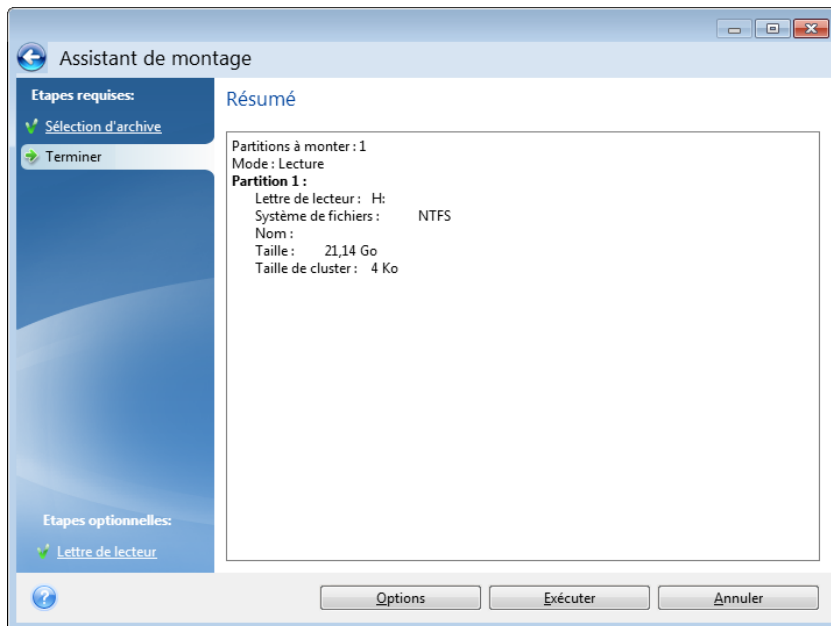 Assistant de montage
Etapes requises:
Sélection d'archive
Terminer
Résumé
Partitions à monter : 1
Mode : Lecture
Partition 1 :
Lettre de lecteur : H:
Système de fichiers : NTFS
Nom :
Taille : 21,14 Go
Taille de cluster : 4 Ko
Etapes optionnelles:
Lettre de lecteur
?
Options
Exécuter
Annuler